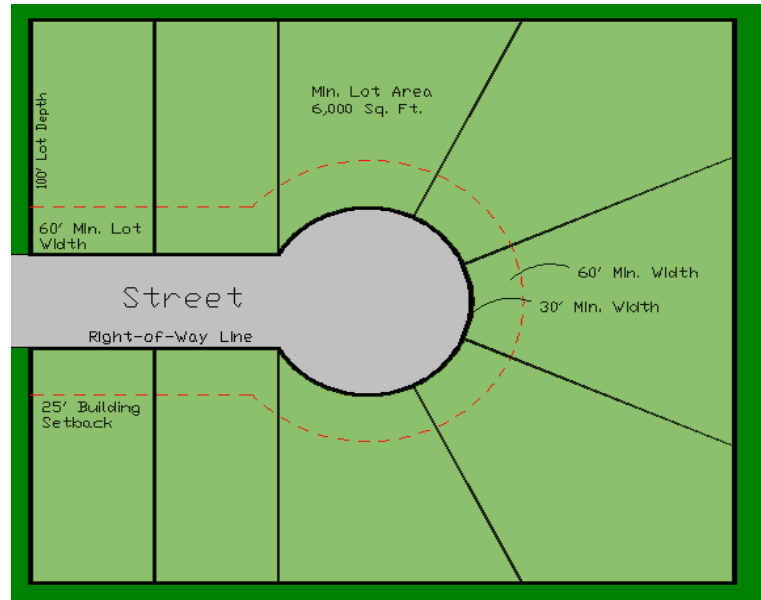 Min. Lot Area
6,000 Sq. Ft.
100' Lot Depth
60' Min. Lot
Width
60' Min. Width
Street
30' Min. Width
Right-of-Way Line
25' Building
Setback